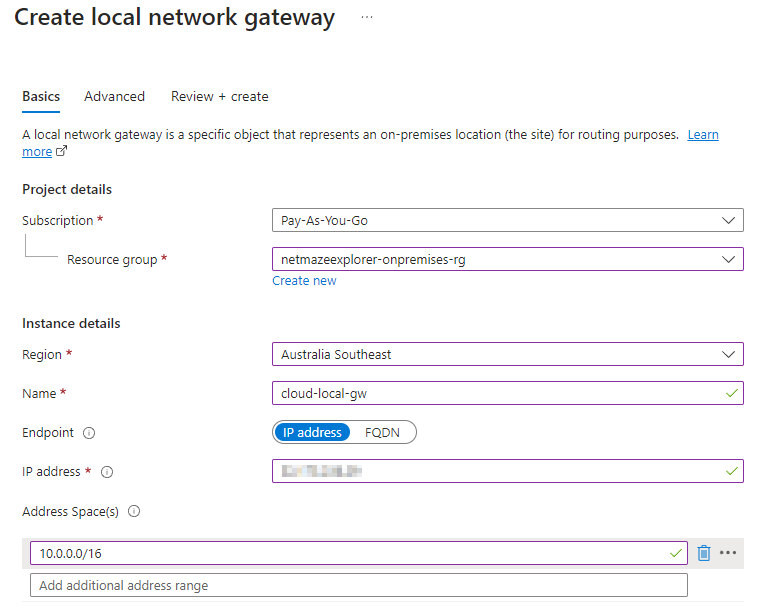 Create local network gateway ...
Basics Advanced Review + create
A local network gateway is a specific object that represents an on-premises location (the site) for routing purposes. Learn
more
Project details
Subscription * Pay-As-You-Go
Resource group * netmazeexplorer-onpremises-rg
Create new
Instance details
Region * Australia Southeast
Name * cloud-local-gw
Endpoint IP address FQDN
IP address *
Address Space(s)
10.0.0.0/16
Add additional address range